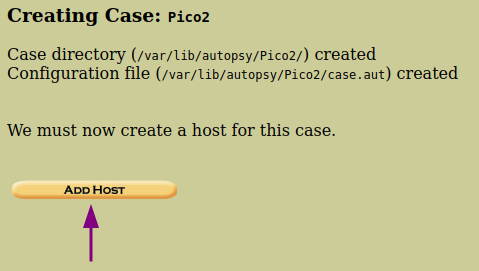 Creating Case: Pico2
Case directory (/var/lib/autopsy/Pico2/) created
Configuration file (/var/lib/autopsy/Pico2/case.aut) created
We must now create a host for this case.
ADD HOST